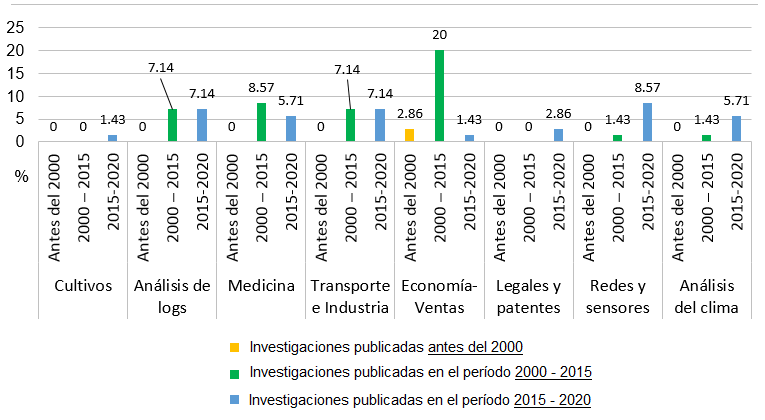 25
20
15
10
5
0
%
0 0 1.43
0 7.14 7.14
0 8.57 5.71
0 7.14 7.14
2.86 20 1.43
0 0 2.86
0 1.43 8.57
0 1.43 5.71
Antes del 2000
2000 – 2015
2015-2020
Antes del 2000
2000 – 2015
2015-2020
Antes del 2000
2000 – 2015
2015-2020
Antes del 2000
2000 – 2015
2015-2020
Antes del 2000
2000 – 2015
2015-2020
Antes del 2000
2000 – 2015
2015-2020
Antes del 2000
2000 – 2015
2015-2020
Antes del 2000
2000 – 2015
2015-2020
Cultivos
Análisis de
logs
Medicina
Transporte
e Industria
Economía-
Ventas
Legales y
patentes
Redes y
sensores
Análisis
del clima
Investigaciones publicadas antes del 2000
Investigaciones publicadas en el período 2000 - 2015
Investigaciones publicadas en el período 2015 - 2020